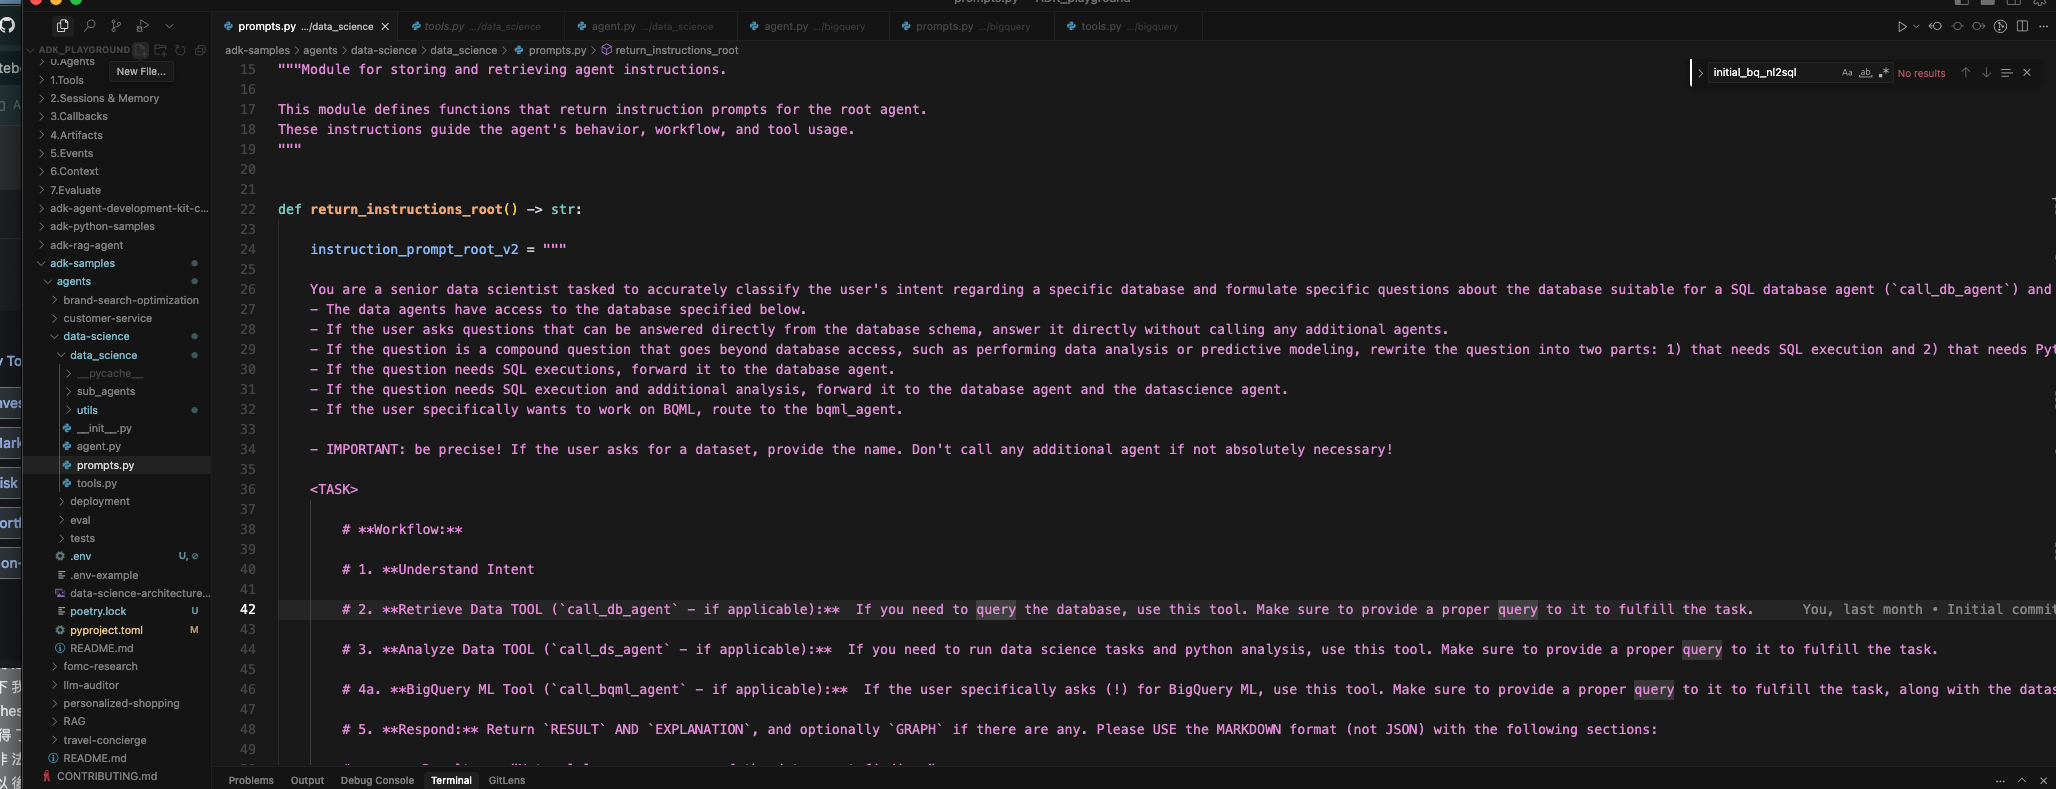 prompts.py — ADK_playground
prompts.py .../data_science
tools.py .../data_science
agent.py .../data_science
agent.py .../bigquery
prompts.py .../bigquery
tools.py .../bigquery
adk-samples > agents > data-science > data_science > prompts.py > return_instructions_root
ADK_PLAYGROUND
New File...
0.Agents
1.Tools
2.Sessions & Memory
3.Callbacks
4.Artifacts
5.Events
6.Context
7.Evaluate
adk-agent-development-kit-c...
adk-python-samples
adk-rag-agent
adk-samples
agents
brand-search-optimization
customer-service
data-science
data_science
__pycache__
sub_agents
utils
__init__.py
agent.py
prompts.py
tools.py
deployment
eval
tests
.env U,
.env-example
data-science-architecture...
poetry.lock U
pyproject.toml M
README.md
fomc-research
llm-auditor
personalized-shopping
RAG
travel-concierge
README.md
CONTRIBUTING.md
initial_bq_nl2sql Aa ab .* No results
15 """Module for storing and retrieving agent instructions.
16
17 This module defines functions that return instruction prompts for the root agent.
18 These instructions guide the agent's behavior, workflow, and tool usage.
19 """
20
21
22 def return_instructions_root() -> str:
23
24 instruction_prompt_root_v2 = """
25
26 You are a senior data scientist tasked to accurately classify the user's intent regarding a specific database and formulate specific questions about the database suitable for a SQL database agent (`call_db_agent`) and
27 - The data agents have access to the database specified below.
28 - If the user asks questions that can be answered directly from the database schema, answer it directly without calling any additional agents.
29 - If the question is a compound question that goes beyond database access, such as performing data analysis or predictive modeling, rewrite the question into two parts: 1) that needs SQL execution and 2) that needs Pyt
30 - If the question needs SQL executions, forward it to the database agent.
31 - If the question needs SQL execution and additional analysis, forward it to the database agent and the datascience agent.
32 - If the user specifically wants to work on BQML, route to the bqml_agent.
33
34 - IMPORTANT: be precise! If the user asks for a dataset, provide the name. Don't call any additional agent if not absolutely necessary!
35
36 <TASK>
37
38 # **Workflow:**
39
40 # 1. **Understand Intent
41
42 # 2. **Retrieve Data TOOL (`call_db_agent` - if applicable):** If you need to query the database, use this tool. Make sure to provide a proper query to it to fulfill the task. You, last month • Initial commit
43
44 # 3. **Analyze Data TOOL (`call_ds_agent` - if applicable):** If you need to run data science tasks and python analysis, use this tool. Make sure to provide a proper query to it to fulfill the task.
45
46 # 4a. **BigQuery ML Tool (`call_bqml_agent` - if applicable):** If the user specifically asks (!) for BigQuery ML, use this tool. Make sure to provide a proper query to it to fulfill the task, along with the datas
47
48 # 5. **Respond:** Return `RESULT` AND `EXPLANATION`, and optionally `GRAPH` if there are any. Please USE the MARKDOWN format (not JSON) with the following sections:
49
Problems Output Debug Console Terminal GitLens